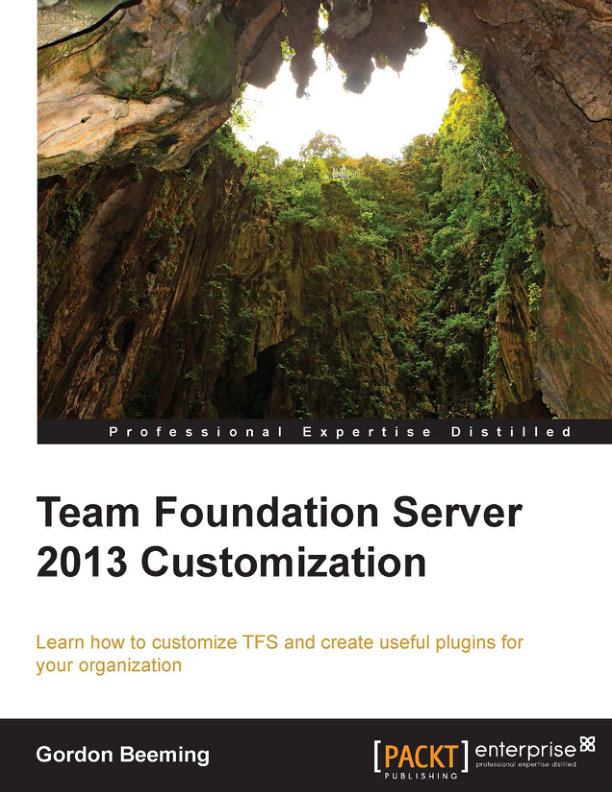 Professional Expertise Distilled
Team Foundation Server
2013 Customization
Learn how to customize TFS and create useful plugins for
your organization
Gordon Beeming
[PACKT]
PUBLISHING
enterprise
professional expertise distilled